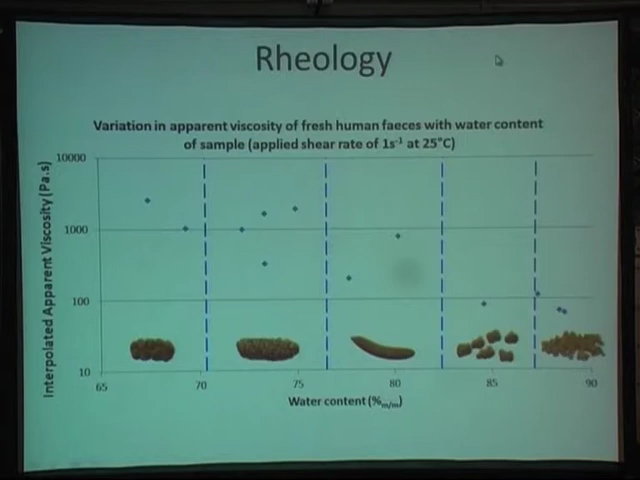 Rheology
Variation in apparent viscosity of fresh human faeces with water content
of sample (applied shear rate of 1s⁻¹ at 25°C)
Interpolated Apparent Viscosity (Pa.s)
10000
1000
100
10
65
70
75
80
85
90
Water content (%m/m)